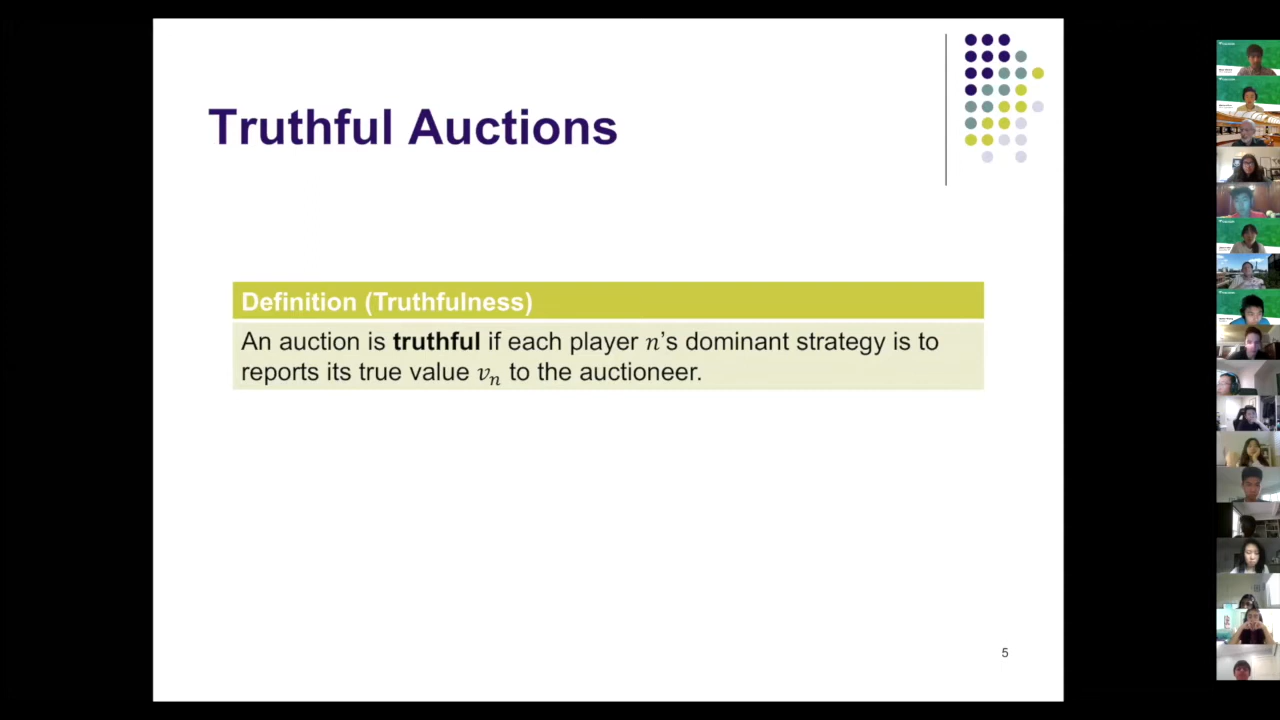 Truthful Auctions
Definition (Truthfulness)
An auction is truthful if each player 𝑛's dominant strategy is to
reports its true value 𝑣ₙ to the auctioneer.
5